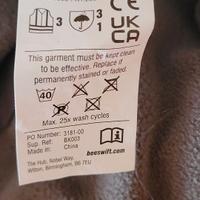 UK
CA
3
3
1
This garment must be kept clean
to be effective. Replace if
permanently stained or faded.
40
Max. 25x wash cycles
PO Number: 3181-00
Sup. Ref: BK003
Made in: China
beeswift.com
The Hub, Nobel Way,
Witton, Birmingham, B6 7EU